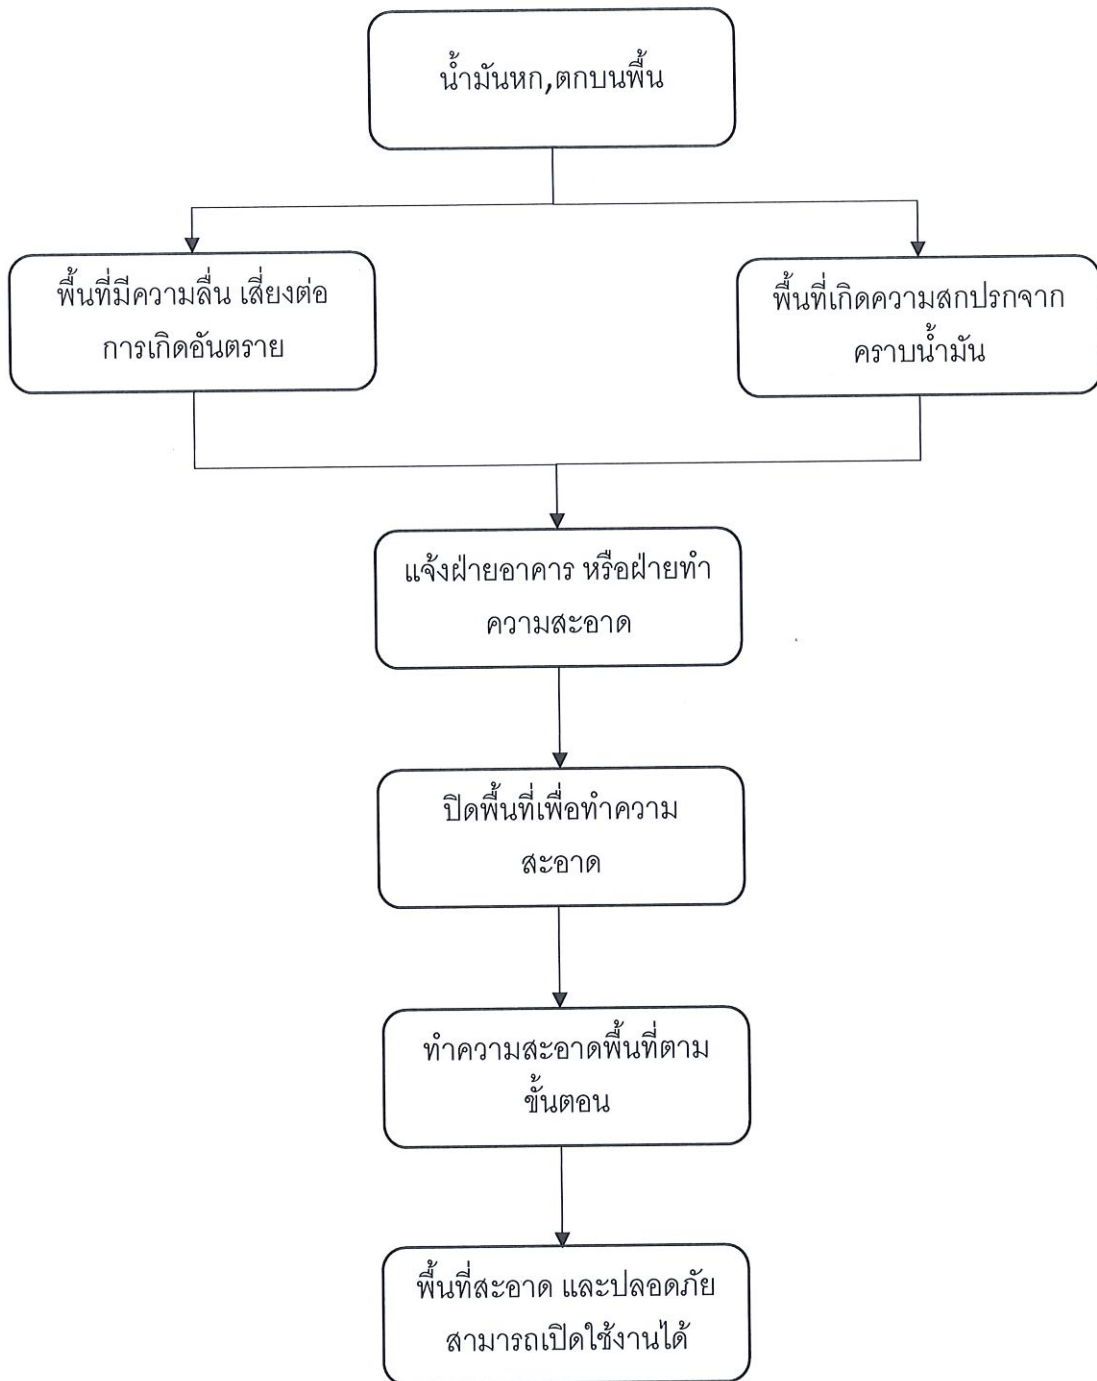 น้ำมันหก,ตกบนพื้น
พื้นที่มีความลื่น เสี่ยงต่อ
การเกิดอันตราย
พื้นที่เกิดความสกปรกจาก
คราบน้ำมัน
แจ้งฝ่ายอาคาร หรือฝ่ายทำ
ความสะอาด
ปิดพื้นที่เพื่อทำความ
สะอาด
ทำความสะอาดพื้นที่ตาม
ขั้นตอน
พื้นที่สะอาด และปลอดภัย
สามารถเปิดใช้งานได้